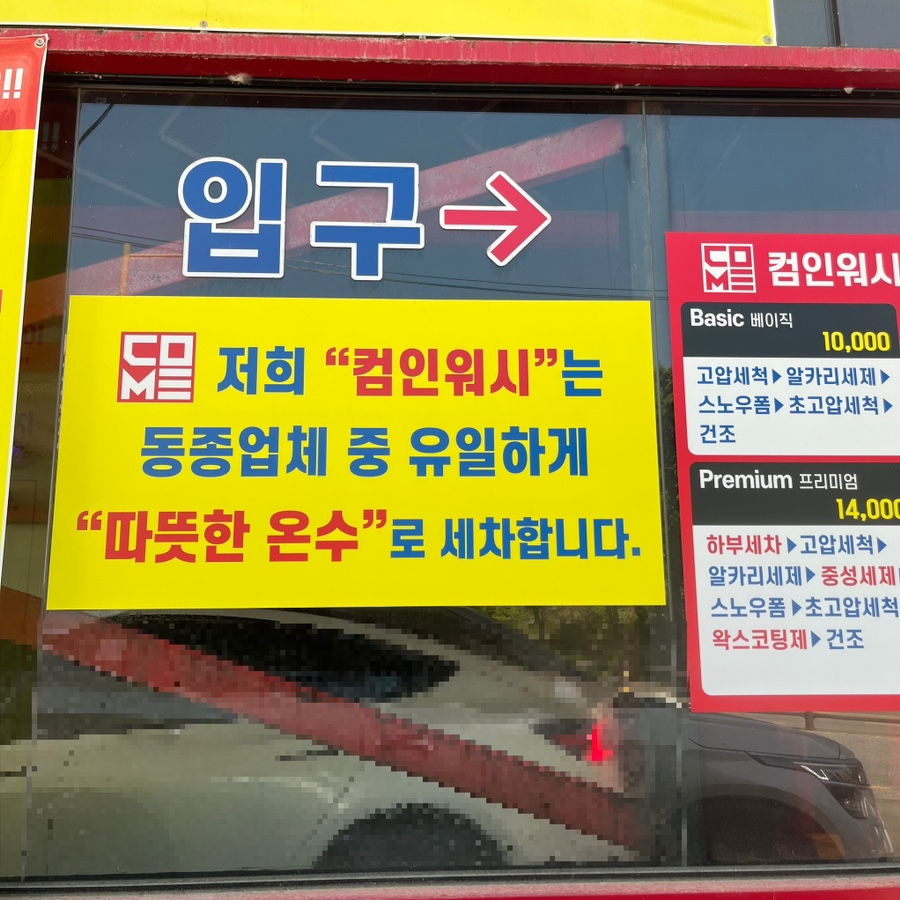 !!
입구→
COME 저희 “컴인워시”는
동종업체 중 유일하게
“따뜻한 온수”로 세차합니다.
COME 컴인워시
Basic 베이직
10,000
고압세척▶알카리세제▶
스노우폼▶초고압세척▶
건조
Premium 프리미엄
14,000
하부세차▶고압세척▶
알카리세제▶중성세제
스노우폼▶초고압세척
왁스코팅제▶건조